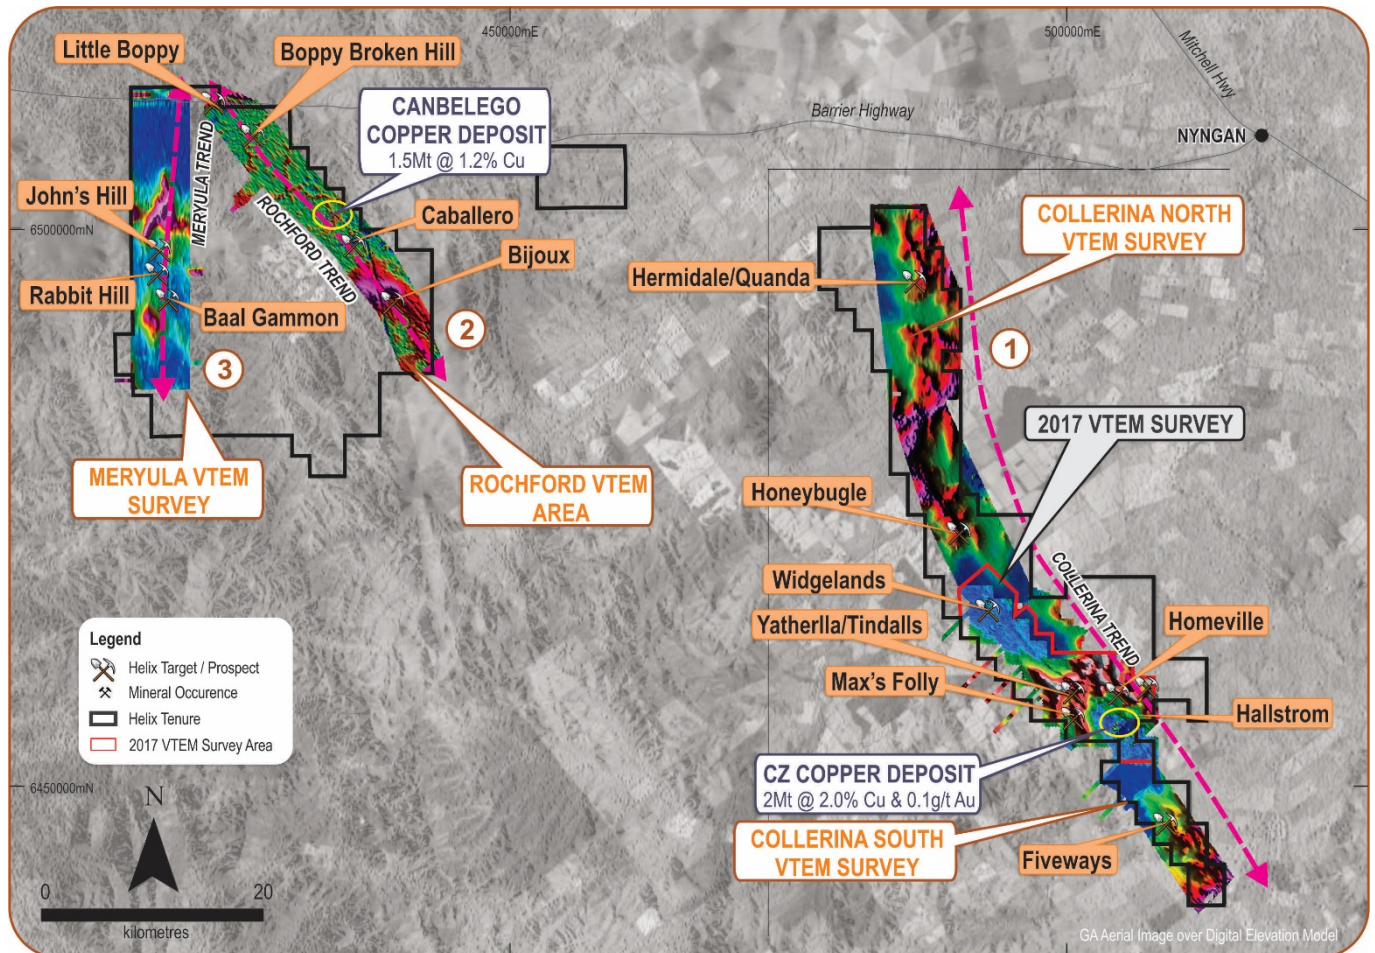 450000mE
500000mE
Mitchell Hwy
Little Boppy
Boppy Broken Hill
CANBELEGO
COPPER DEPOSIT
1.5Mt @ 1.2% Cu
Barrier Highway
NYNGAN
MERYULA TREND
John's Hill
Caballero
COLLERINA NORTH
VTEM SURVEY
6500000mN
ROCHFORD TREND
Bijoux
Hermidale/Quanda
Rabbit Hill
Baal Gammon
2
1
3
2017 VTEM SURVEY
MERYULA VTEM
SURVEY
ROCHFORD VTEM
AREA
Honeybugle
Widgelands
COLLERINA TREND
Yatherlla/Tindalls
Homeville
Max's Folly
Hallstrom
Legend
Helix Target / Prospect
Mineral Occurence
Helix Tenure
2017 VTEM Survey Area
CZ COPPER DEPOSIT
2Mt @ 2.0% Cu & 0.1g/t Au
6450000mN
COLLERINA SOUTH
VTEM SURVEY
Fiveways
N
0
20
kilometres
GA Aerial Image over Digital Elevation Model